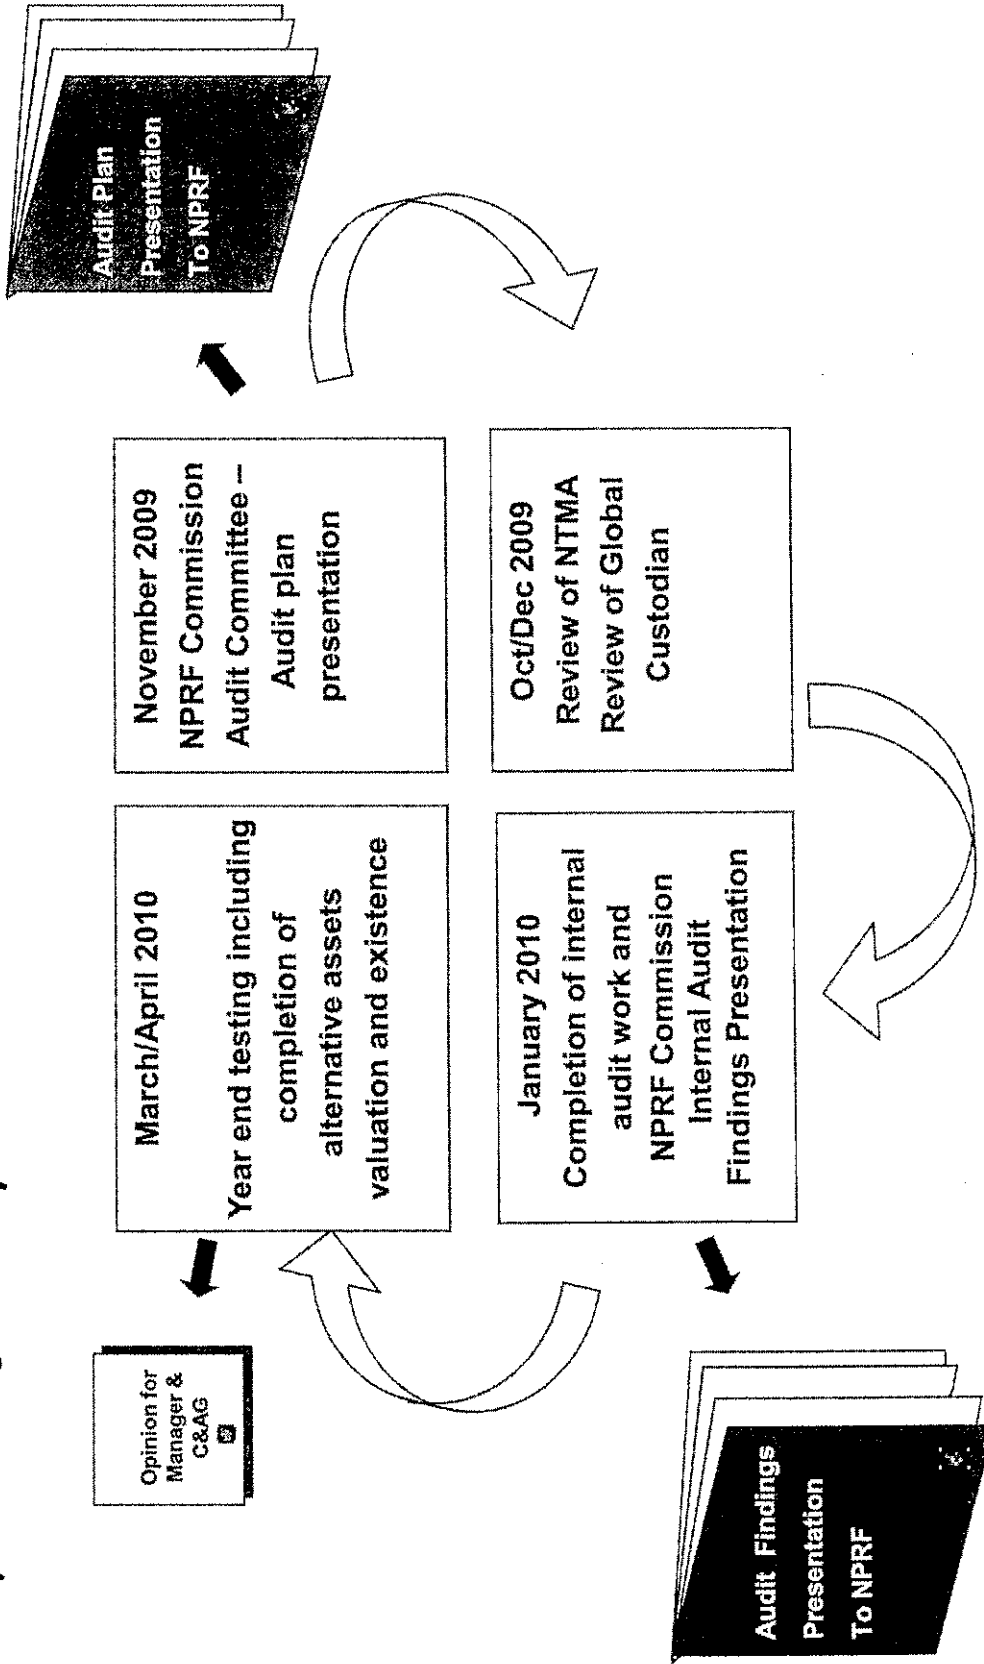 Opinion for
Manager &
C&AG
March/April 2010
Year end testing including
completion of
alternative assets
valuation and existence
November 2009
NPRF Commission
Audit Committee –
Audit plan
presentation
Audit Plan
Presentation
To NPRF
January 2010
Completion of internal
audit work and
NPRF Commission
Internal Audit
Findings Presentation
Oct/Dec 2009
Review of NTMA
Review of Global
Custodian
Audit Findings
Presentation
To NPRF